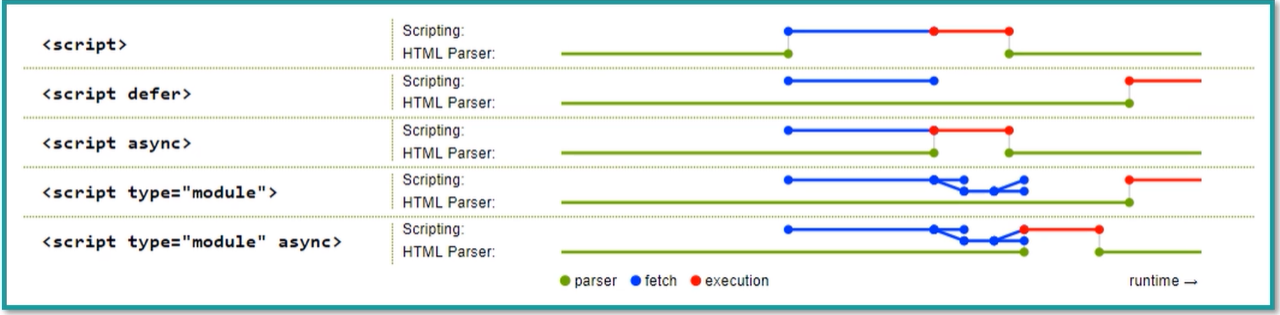 <script>
Scripting:
HTML Parser:
<script defer>
Scripting:
HTML Parser:
<script async>
Scripting:
HTML Parser:
<script type="module">
Scripting:
HTML Parser:
<script type="module" async>
Scripting:
HTML Parser:
parser fetch execution runtime →